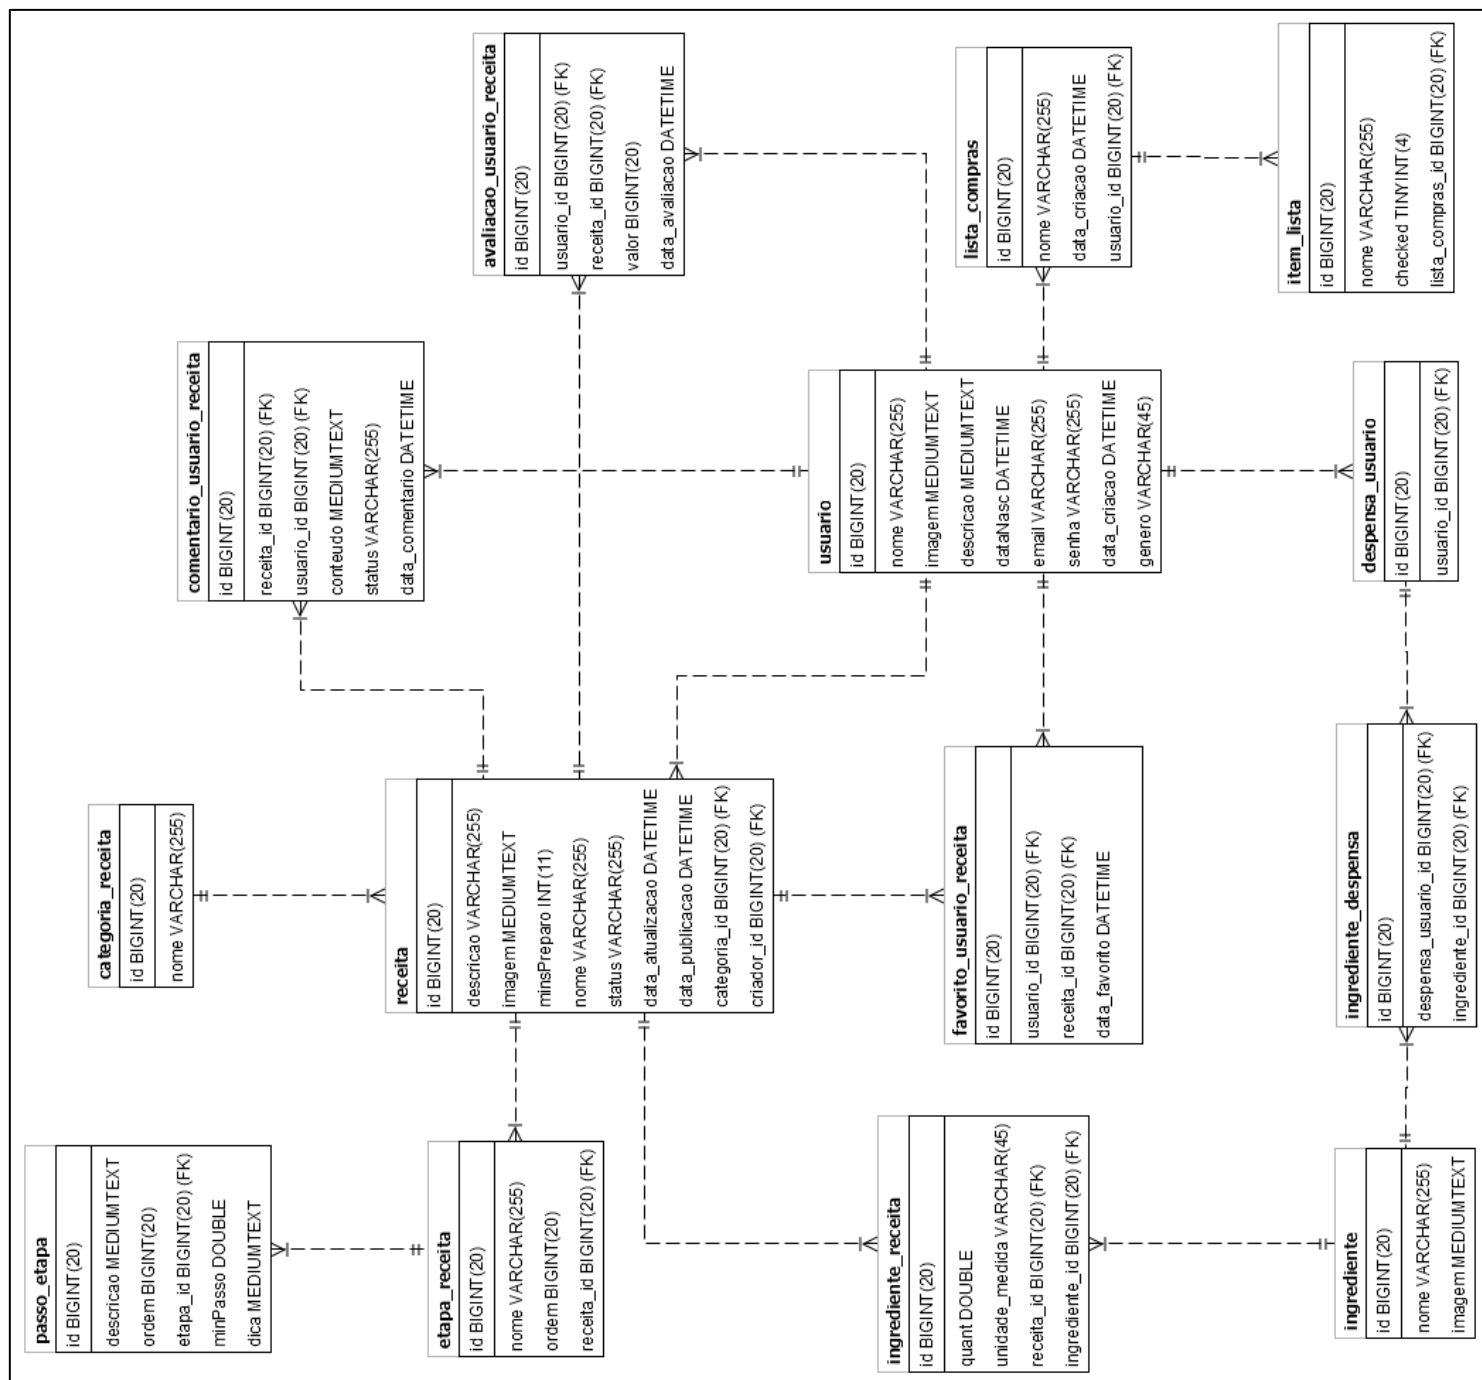 passo_etapa
id BIGINT(20)
descricao MEDIUMTEXT
ordem BIGINT(20)
etapa_id BIGINT(20) (FK)
minPasso DOUBLE
dica MEDIUMTEXT
categoria_receita
id BIGINT(20)
nome VARCHAR(255)
comentario_usuario_receita
id BIGINT(20)
receita_id BIGINT(20) (FK)
usuario_id BIGINT(20) (FK)
conteudo MEDIUMTEXT
status VARCHAR(255)
data_comentario DATETIME
avaliacao_usuario_receita
id BIGINT(20)
usuario_id BIGINT(20) (FK)
receita_id BIGINT(20) (FK)
valor BIGINT(20)
data_avaliacao DATETIME
etapa_receita
id BIGINT(20)
nome VARCHAR(255)
ordem BIGINT(20)
receita_id BIGINT(20) (FK)
receita
id BIGINT(20)
descricao VARCHAR(255)
imagem MEDIUMTEXT
minsPreparo INT(11)
nome VARCHAR(255)
status VARCHAR(255)
data_atualizacao DATETIME
data_publicacao DATETIME
categoria_id BIGINT(20) (FK)
criador_id BIGINT(20) (FK)
usuario
id BIGINT(20)
nome VARCHAR(255)
imagem MEDIUMTEXT
descricao MEDIUMTEXT
dataNasc DATETIME
email VARCHAR(255)
senha VARCHAR(255)
data_criacao DATETIME
genero VARCHAR(45)
lista_compras
id BIGINT(20)
nome VARCHAR(255)
data_criacao DATETIME
usuario_id BIGINT(20) (FK)
ingrediente_receita
id BIGINT(20)
quant DOUBLE
unidade_medida VARCHAR(45)
receita_id BIGINT(20) (FK)
ingrediente_id BIGINT(20) (FK)
favorito_usuario_receita
id BIGINT(20)
usuario_id BIGINT(20) (FK)
receita_id BIGINT(20) (FK)
data_favorito DATETIME
ingrediente
id BIGINT(20)
nome VARCHAR(255)
imagem MEDIUMTEXT
ingrediente_despensa
id BIGINT(20)
despensa_usuario_id BIGINT(20) (FK)
ingrediente_id BIGINT(20) (FK)
despensa_usuario
id BIGINT(20)
usuario_id BIGINT(20) (FK)
item_lista
id BIGINT(20)
nome VARCHAR(255)
checked TINYINT(4)
lista_compras_id BIGINT(20) (FK)